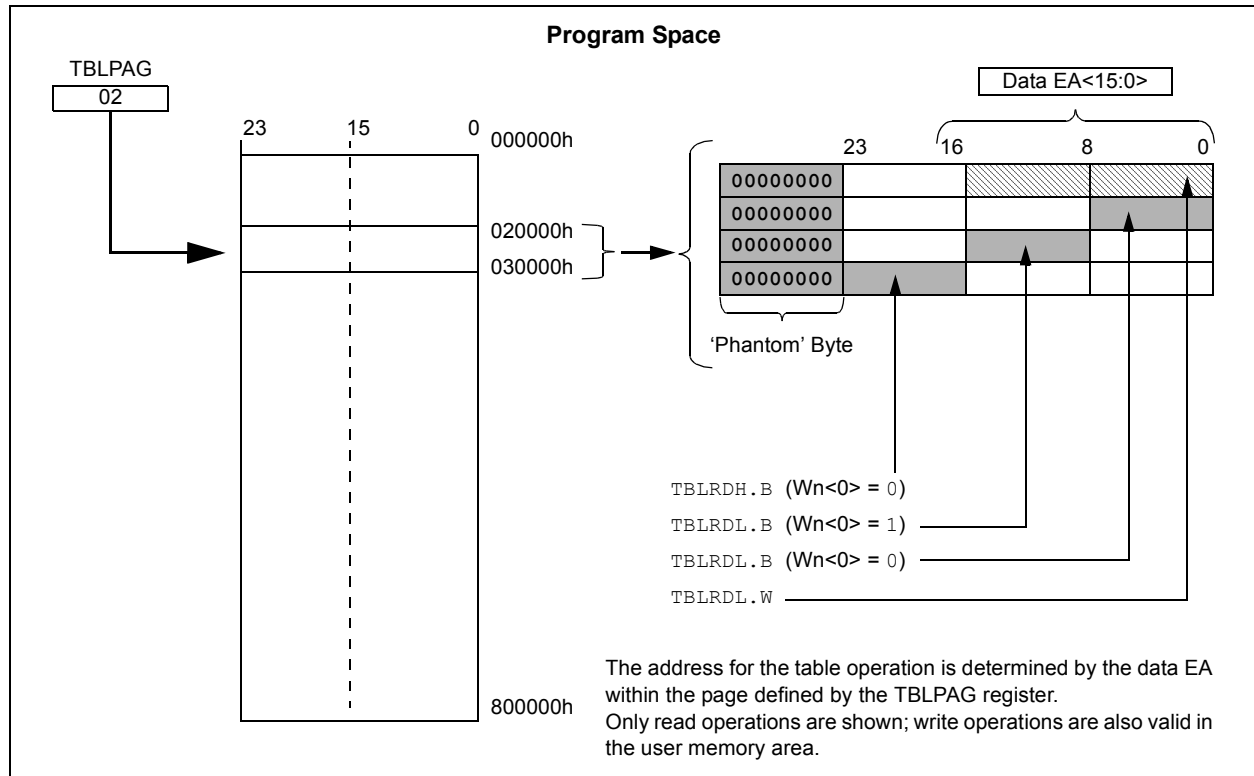 Program Space
TBLPAG
02
Data EA<15:0>
23 15 0
000000h
020000h
030000h
800000h
23 16 8 0
00000000
00000000
00000000
00000000
‘Phantom’ Byte
TBLRDH.B (Wn<0> = 0)
TBLRDL.B (Wn<0> = 1)
TBLRDL.B (Wn<0> = 0)
TBLRDL.W
The address for the table operation is determined by the data EA
within the page defined by the TBLPAG register.
Only read operations are shown; write operations are also valid in
the user memory area.